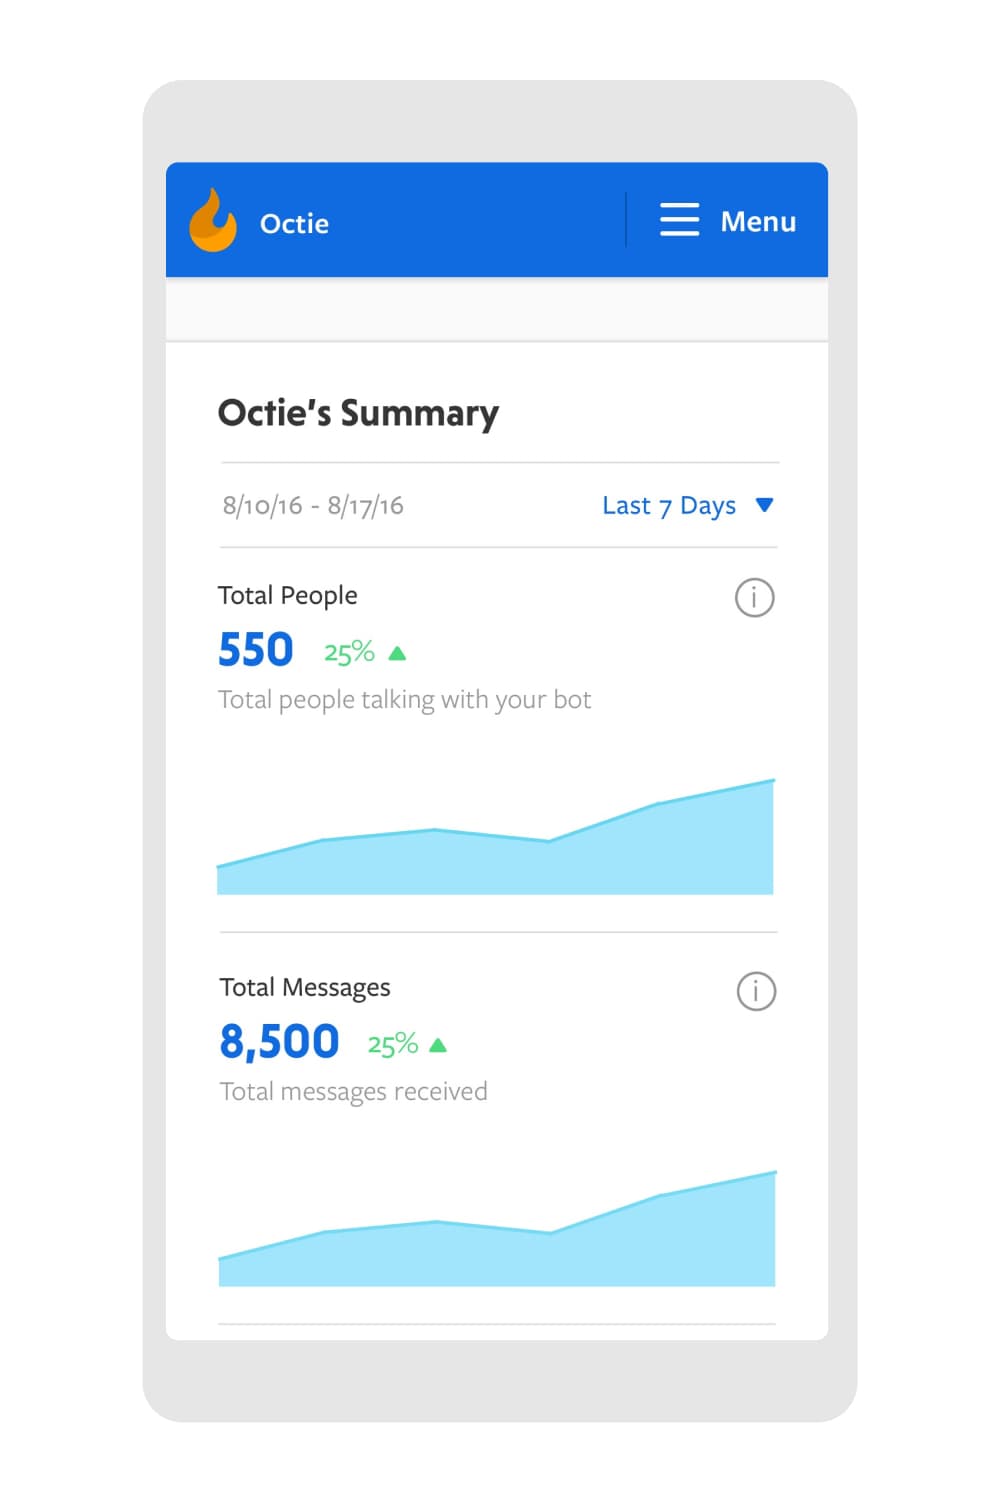 Octie
Menu
Octie's Summary
8/10/16 - 8/17/16
Last 7 Days
Total People
i
550
25%
Total people talking with your bot
Total Messages
i
8,500
25%
Total messages received